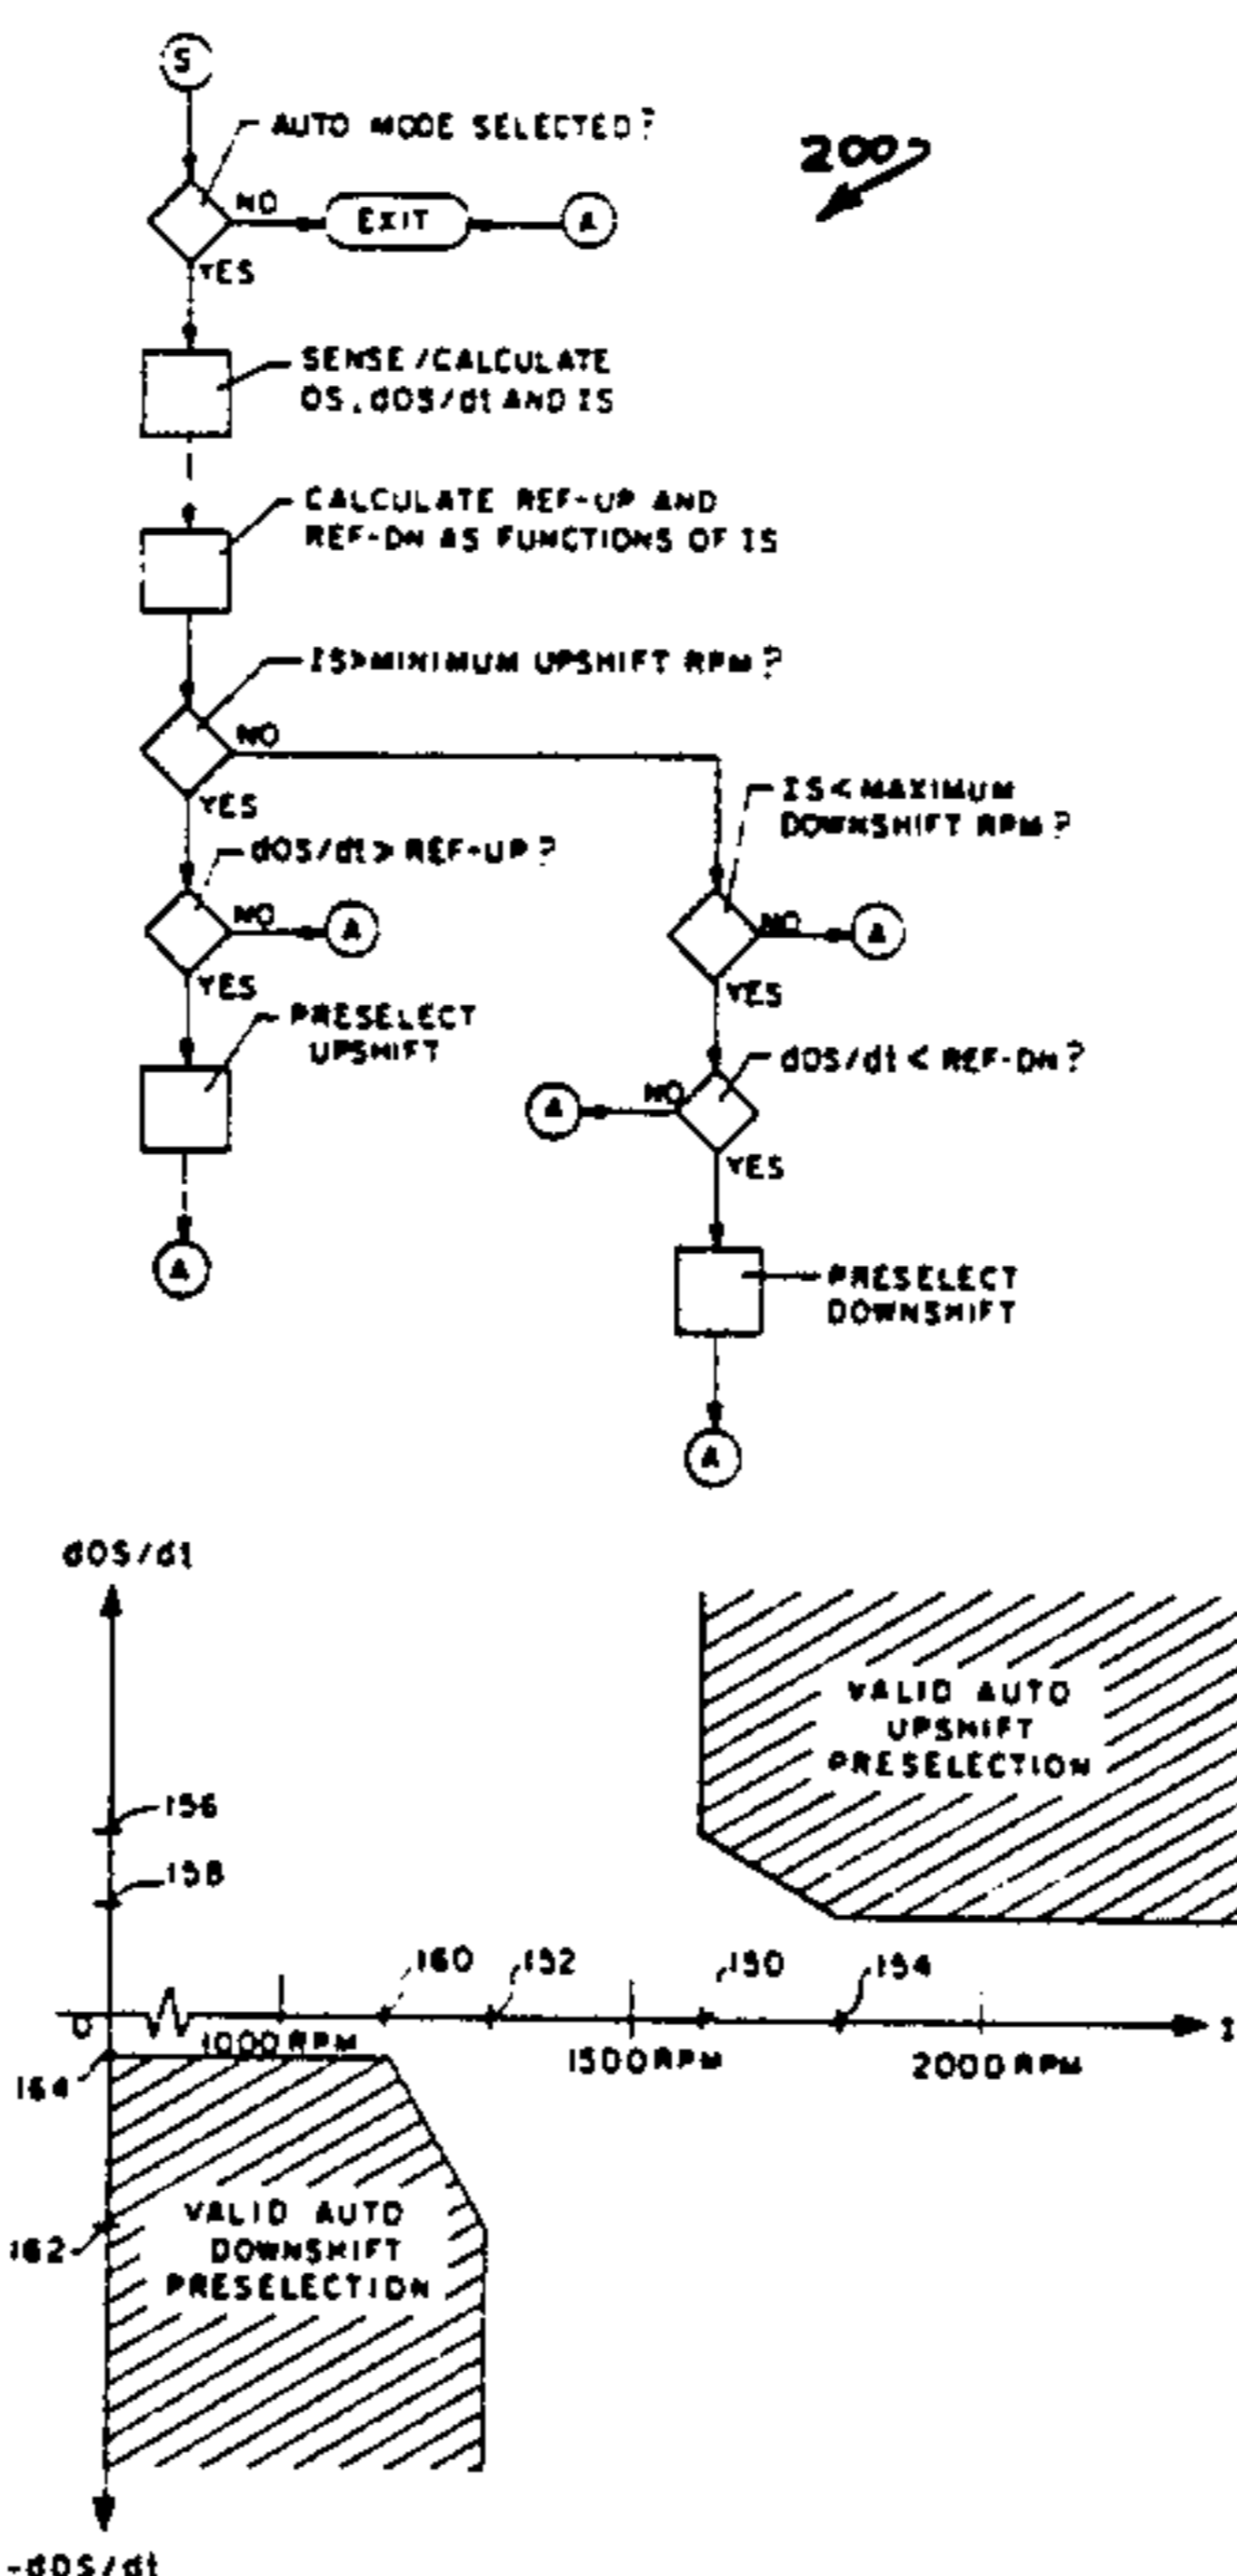 S
AUTO MODE SELECTED?
200
NO
EXIT
A
YES
SENSE/CALCULATE
OS, dOS/dt AND IS
CALCULATE REF-UP AND
REF-DN AS FUNCTIONS OF IS
IS>MINIMUM UPSHIFT RPM?
NO
YES
IS<MAXIMUM
DOWNSHIFT RPM?
dOS/dt> REF-UP?
NO
A
NO
A
YES
YES
PRESELECT
UPSHIFT
dOS/dt < REF-DN?
A
NO
YES
A
PRESELECT
DOWNSHIFT
A
dOS/dt
VALID AUTO
UPSHIFT
PRESELECTION
156
158
160
152
150
154
0
1000 RPM
1500 RPM
2000 RPM
I
164
VALID AUTO
DOWNSHIFT
PRESELECTION
162
-dOS/dt